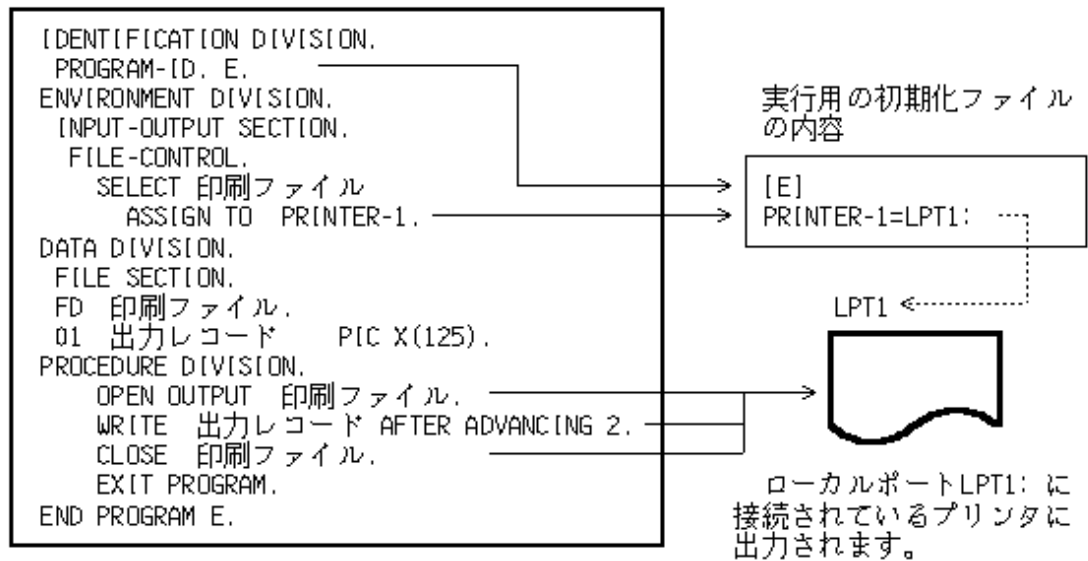 IDENTIFICATION DIVISION.
PROGRAM-ID. E.
ENVIRONMENT DIVISION.
INPUT-OUTPUT SECTION.
FILE-CONTROL.
SELECT 印刷ファイル
ASSIGN TO PRINTER-1.
DATA DIVISION.
FILE SECTION.
FD 印刷ファイル.
01 出力レコード PIC X(125).
PROCEDURE DIVISION.
OPEN OUTPUT 印刷ファイル.
WRITE 出力レコード AFTER ADVANCING 2.
CLOSE 印刷ファイル.
EXIT PROGRAM.
END PROGRAM E.
実行用の初期化ファイル
の内容
[E]
PRINTER-1=LPT1:
LPT1
ローカルポートLPT1: に
接続されているプリンタに
出力されます。